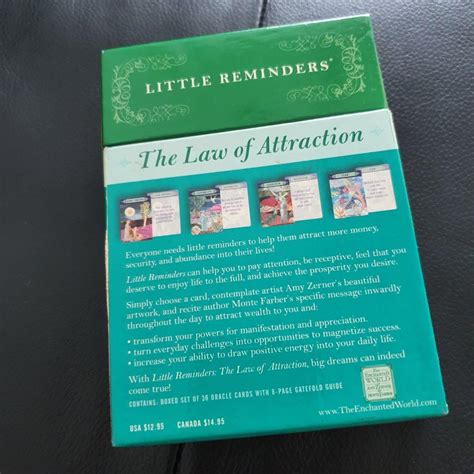 LITTLE REMINDERS®
The Law of Attraction
Everyone needs little reminders to help them attract more money,
security, and abundance into their lives!
Little Reminders can help you to pay attention, be receptive, feel that you
deserve to enjoy life to the full, and achieve the prosperity you desire.
Simply choose a card, contemplate artist Amy Zerner's beautiful
artwork, and recite author Monte Farber's specific message inwardly
throughout the day to attract wealth to you and:
• transform your powers for manifestation and appreciation.
• turn everyday challenges into opportunities to magnetize success.
• increase your ability to draw positive energy into your daily life.
With Little Reminders: The Law of Attraction, big dreams can indeed
come true!
CONTAINS: BOXED SET OF 36 ORACLE CARDS WITH 8-PAGE GATEFOLD GUIDE
USA $12.95 CANADA $14.95
The
ENCHANTED
WORLD
www.TheEnchantedWorld.com